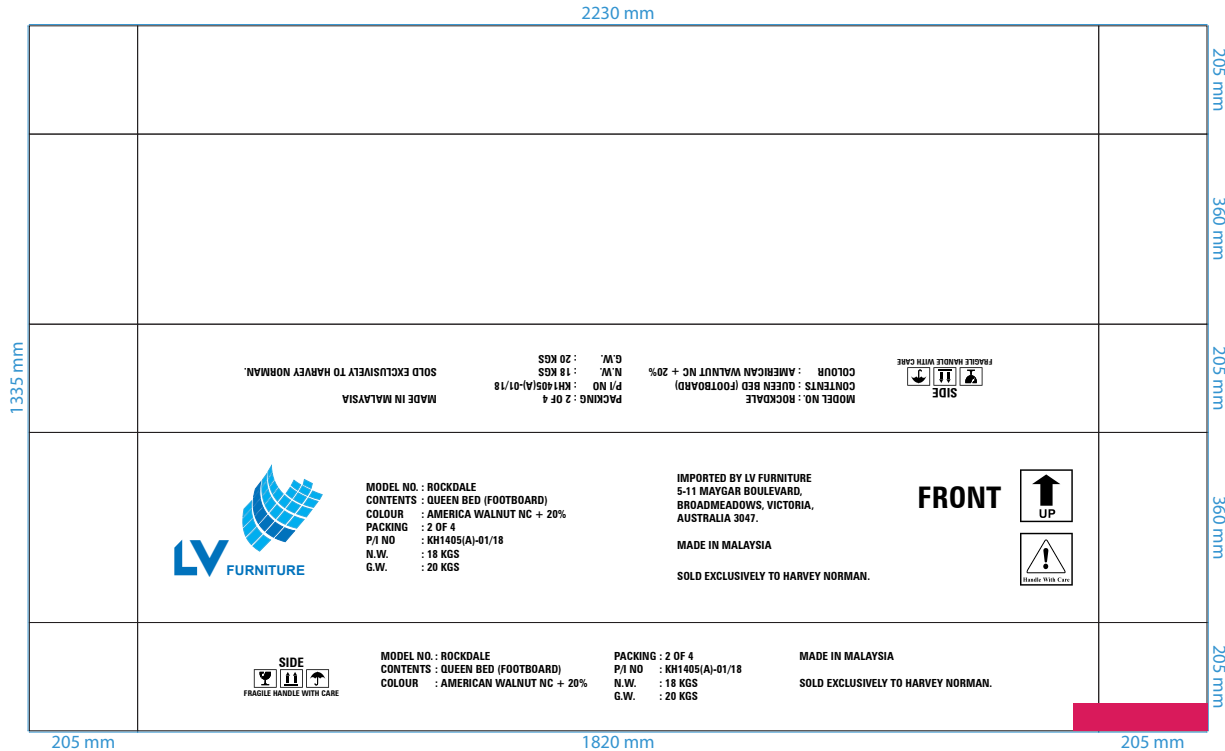 2230 mm
205 mm
360 mm
1335 mm
205 mm
FRAGILE HANDLE WITH CARE
SIDE
MODEL NO. : ROCKDALE
CONTENTS : QUEEN BED (FOOTBOARD)
COLOUR : AMERICAN WALNUT NC + 20%
PACKING : 2 OF 4
P/I NO : KH1405(A)-01/18
N.W. : 18 KGS
G.W. : 20 KGS
MADE IN MALAYSIA
SOLD EXCLUSIVELY TO HARVEY NORMAN.
LV FURNITURE
MODEL NO. : ROCKDALE
CONTENTS : QUEEN BED (FOOTBOARD)
COLOUR : AMERICA WALNUT NC + 20%
PACKING : 2 OF 4
P/I NO : KH1405(A)-01/18
N.W. : 18 KGS
G.W. : 20 KGS
IMPORTED BY LV FURNITURE
5-11 MAYGAR BOULEVARD,
BROADMEADOWS, VICTORIA,
AUSTRALIA 3047.
MADE IN MALAYSIA
SOLD EXCLUSIVELY TO HARVEY NORMAN.
FRONT
UP
Handle With Care
360 mm
SIDE
FRAGILE HANDLE WITH CARE
MODEL NO. : ROCKDALE
CONTENTS : QUEEN BED (FOOTBOARD)
COLOUR : AMERICAN WALNUT NC + 20%
PACKING : 2 OF 4
P/I NO : KH1405(A)-01/18
N.W. : 18 KGS
G.W. : 20 KGS
MADE IN MALAYSIA
SOLD EXCLUSIVELY TO HARVEY NORMAN.
205 mm
205 mm
1820 mm
205 mm